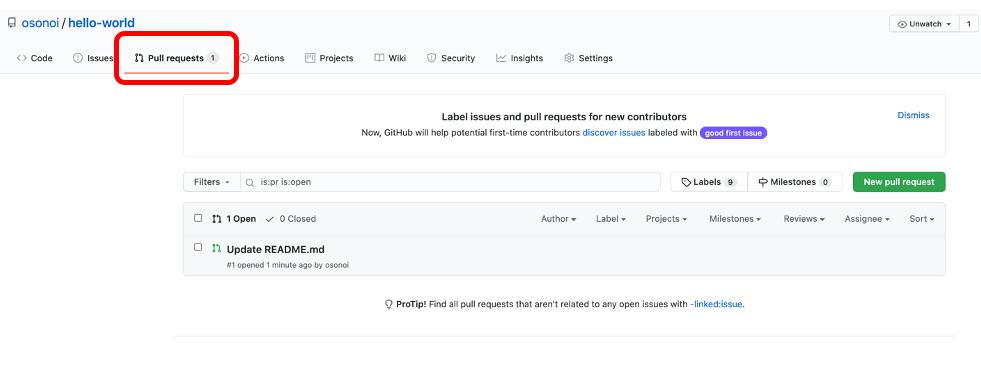 osonoi / hello-world
Unwatch 1
Code Issues Pull requests 1 Actions Projects Wiki Security Insights Settings
Label issues and pull requests for new contributors
Dismiss
Now, GitHub will help potential first-time contributors discover issues labeled with good first issue
Filters is:pr is:open Labels 9 Milestones 0 New pull request
1 Open 0 Closed Author Label Projects Milestones Reviews Assignee Sort
Update README.md
#1 opened 1 minute ago by osonoi
ProTip! Find all pull requests that aren't related to any open issues with -linked:issue.